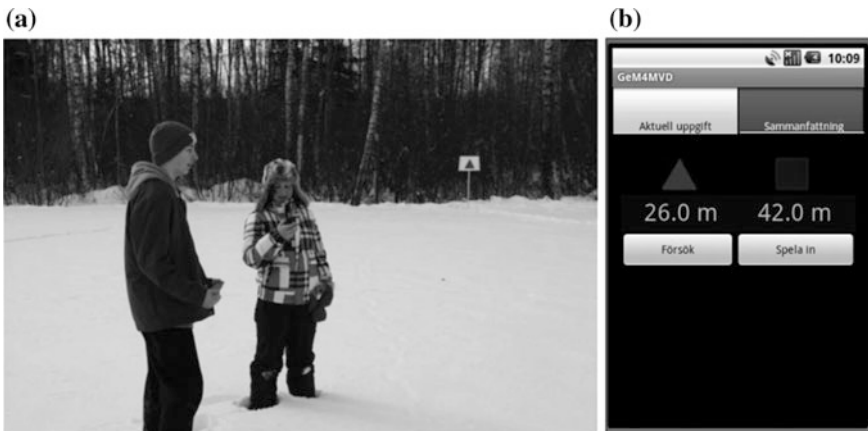 (a)
(b)
10:09
GeM4MVD
Aktuell uppgift Sammanfattning
26.0 m 42.0 m
Försök Spela in